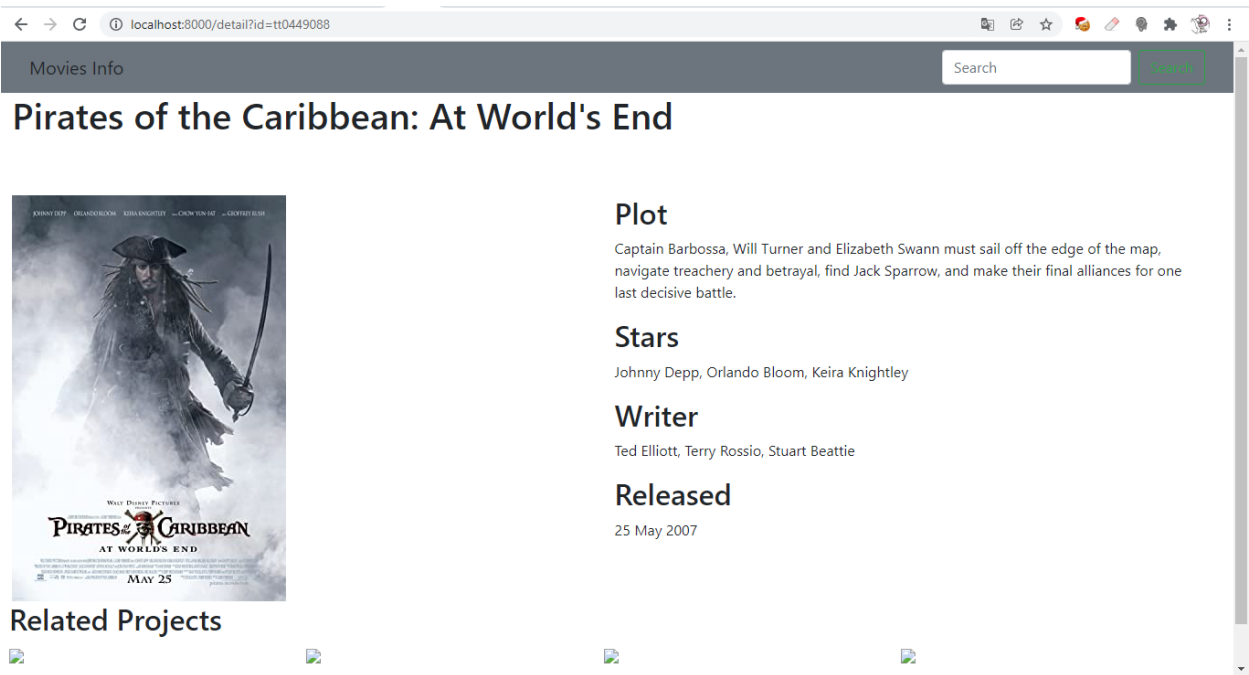 localhost:8000/detail?id=tt0449088
Movies Info
Search
Search
Pirates of the Caribbean: At World's End
JOHNNY DEPP ORLANDO BLOOM KEIRA KNIGHTLEY CHOW YUN-FAT GEOFFREY RUSH
WALT DISNEY PICTURES
PRESENTS
PIRATES of the CARIBBEAN
AT WORLD'S END
MAY 25
Plot
Captain Barbossa, Will Turner and Elizabeth Swann must sail off the edge of the map,
navigate treachery and betrayal, find Jack Sparrow, and make their final alliances for one
last decisive battle.
Stars
Johnny Depp, Orlando Bloom, Keira Knightley
Writer
Ted Elliott, Terry Rossio, Stuart Beattie
Released
25 May 2007
Related Projects